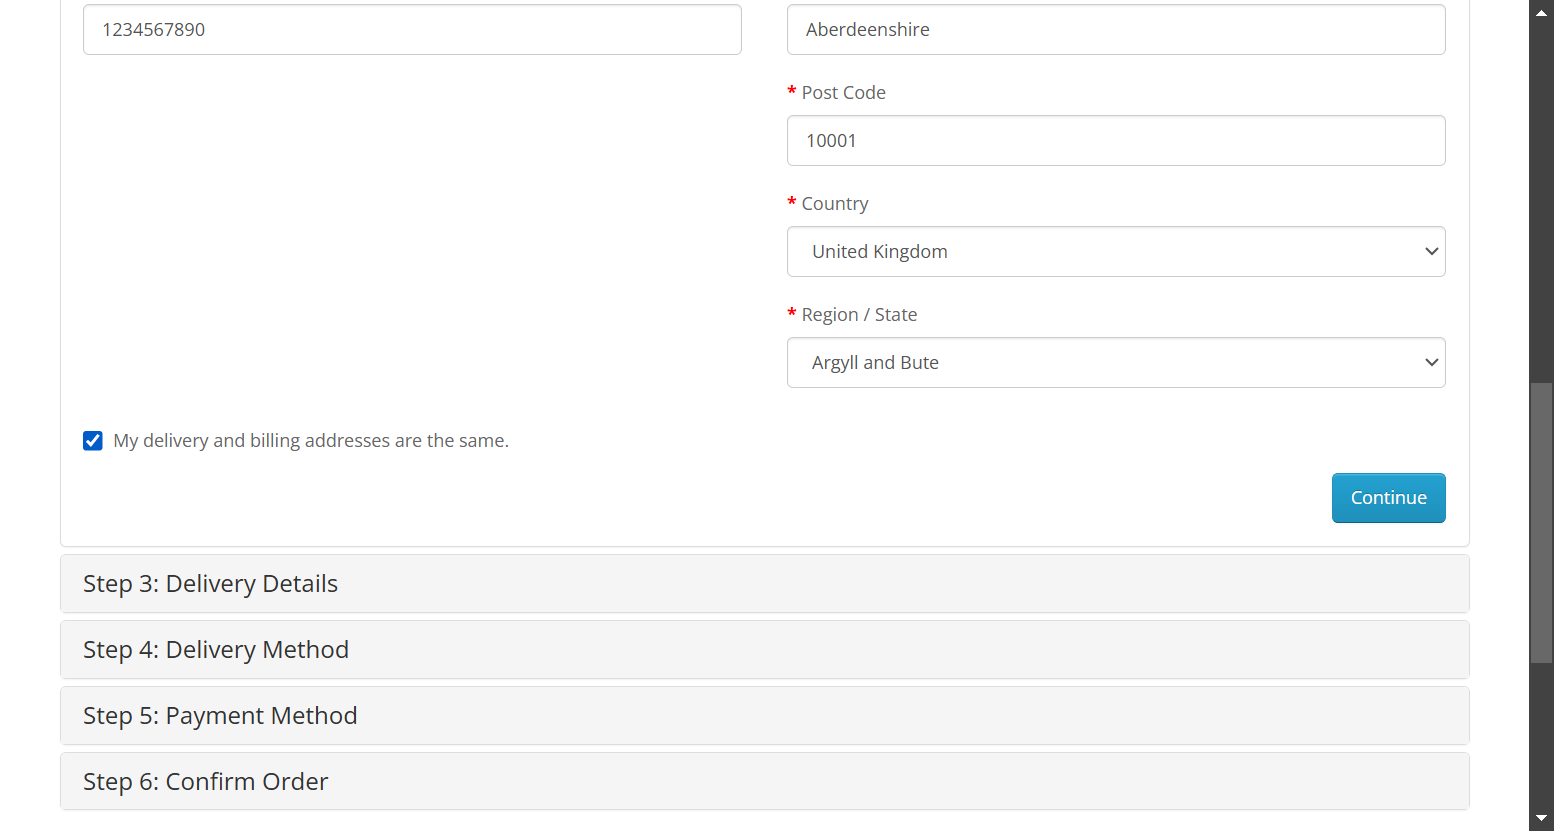 1234567890
Aberdeenshire
* Post Code
10001
* Country
United Kingdom
* Region / State
Argyll and Bute
My delivery and billing addresses are the same.
Continue
Step 3: Delivery Details
Step 4: Delivery Method
Step 5: Payment Method
Step 6: Confirm Order